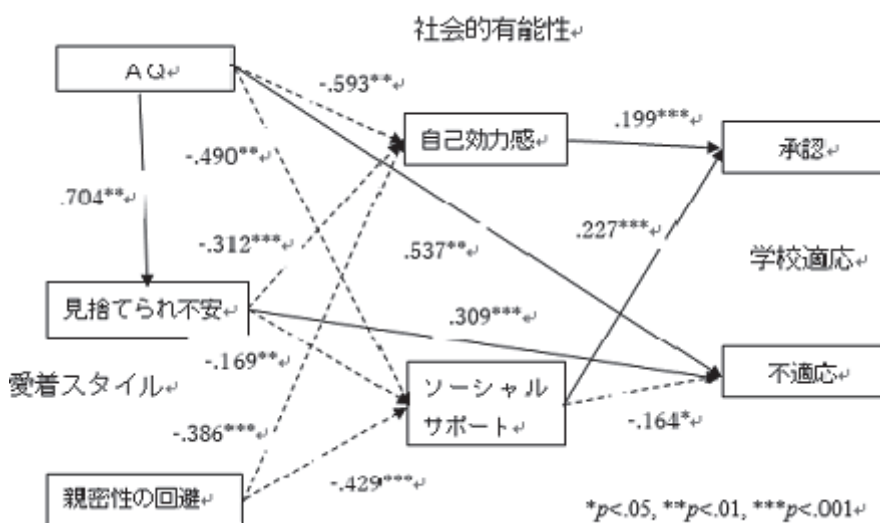 社会的有能性
AQ
-.593**
自己効力感
.199***
承認
-.490**
.704**
-.312***
.537**
.227***
学校適応
見捨てられ不安
.309***
-.169**
愛着スタイル
ソーシャル
サポート
不適応
-.386***
-.164*
親密性の回避
-.429***
*p<.05, **p<.01, ***p<.001